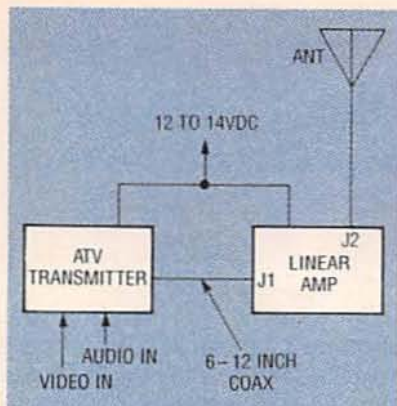 ANT
12 TO 14VDC
ATV
TRANSMITTER
J1
J2
LINEAR
AMP
AUDIO IN
VIDEO IN
6–12 INCH
COAX